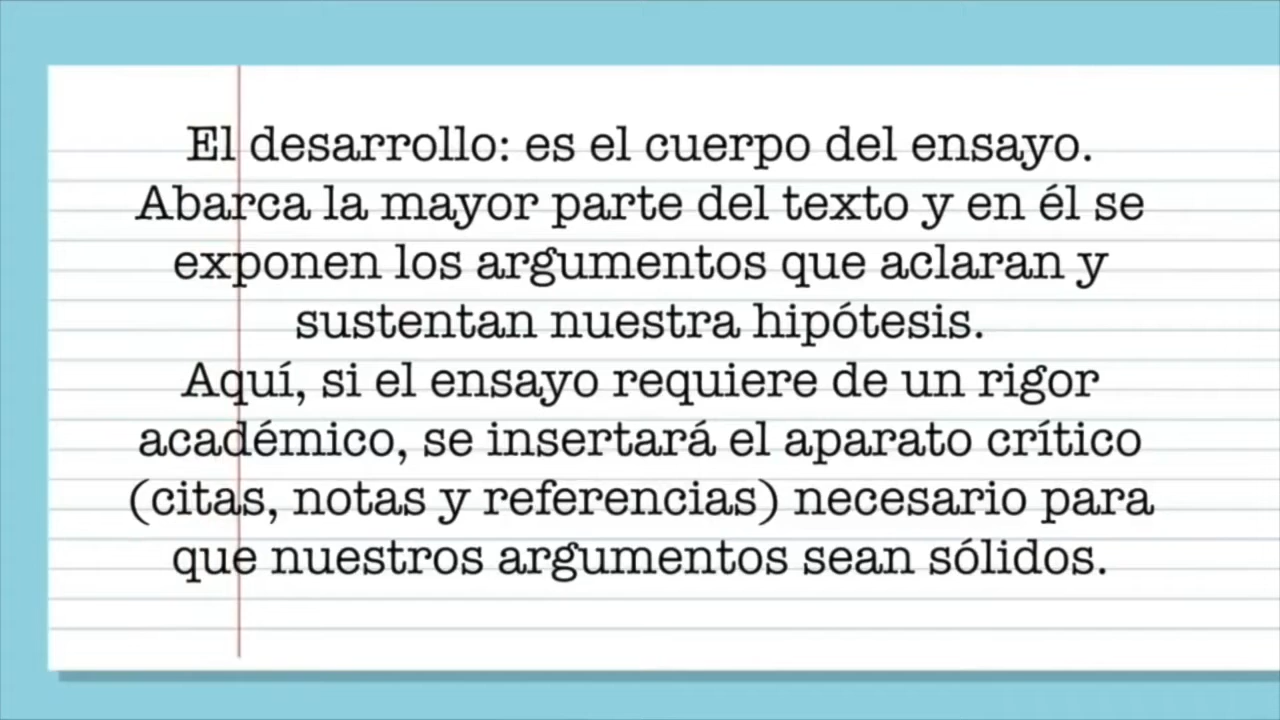 El desarrollo: es el cuerpo del ensayo.
Abarca la mayor parte del texto y en él se
exponen los argumentos que aclaran y
sustentan nuestra hipótesis.
Aquí, si el ensayo requiere de un rigor
académico, se insertará el aparato crítico
(citas, notas y referencias) necesario para
que nuestros argumentos sean sólidos.